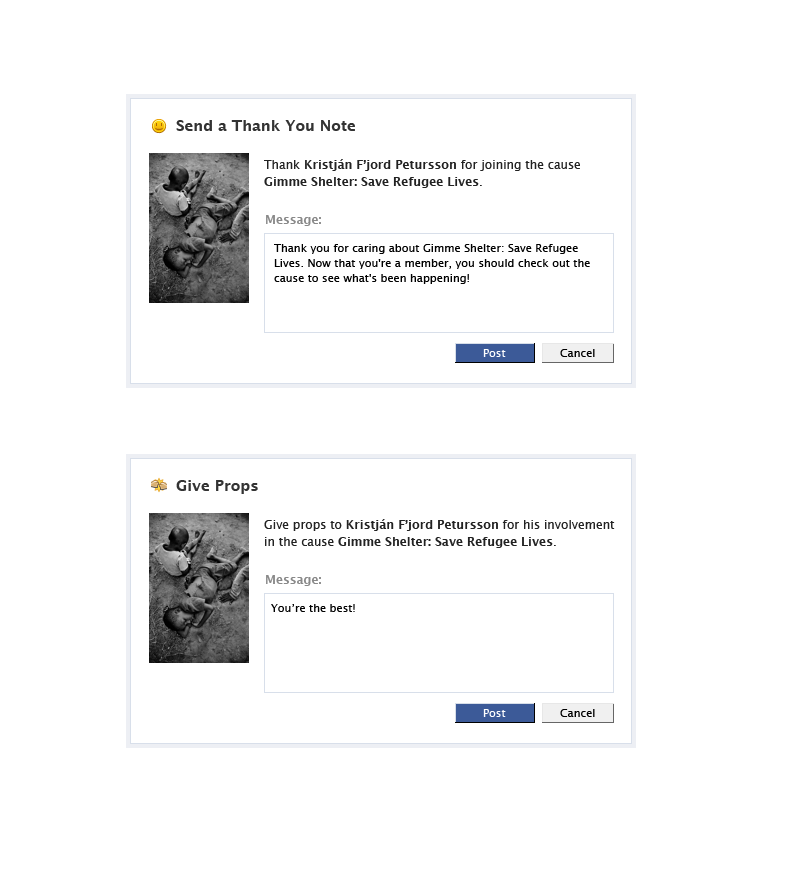 Send a Thank You Note
Thank Kristján F'jord Petursson for joining the cause
Gimme Shelter: Save Refugee Lives.
Message:
Thank you for caring about Gimme Shelter: Save Refugee
Lives. Now that you're a member, you should check out the
cause to see what's been happening!
Post Cancel
Give Props
Give props to Kristján F'jord Petursson for his involvement
in the cause Gimme Shelter: Save Refugee Lives.
Message:
You're the best!
Post Cancel